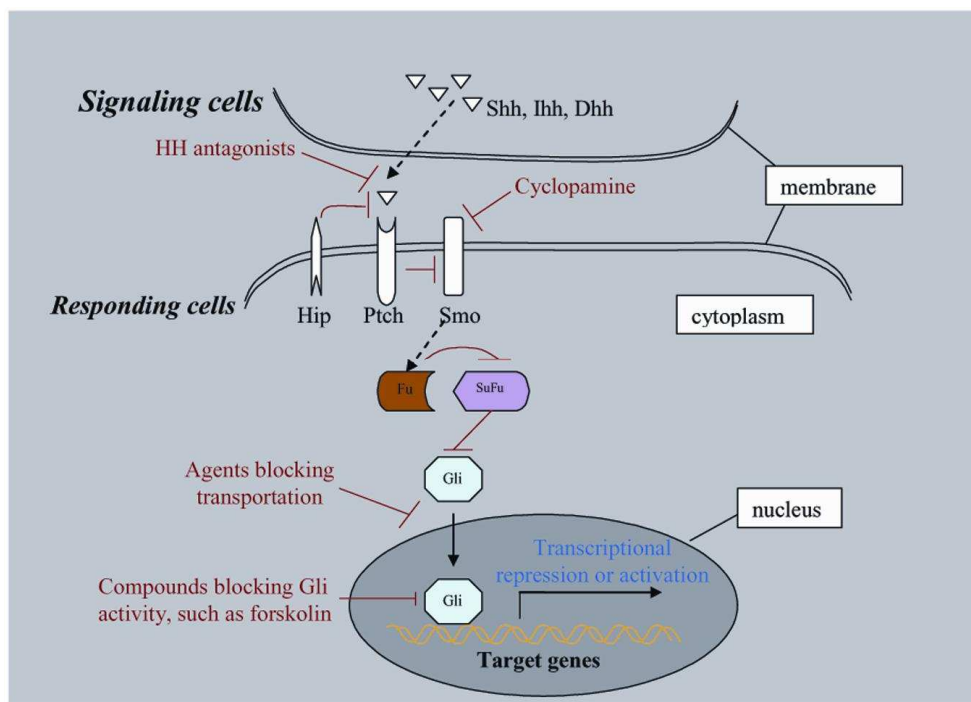 Signaling cells
Shh, Ihh, Dhh
HH antagonists
Cyclopamine
membrane
Responding cells
Hip
Ptch
Smo
cytoplasm
Fu
SuFu
Agents blocking
transportation
Gli
nucleus
Transcriptional
repression or activation
Compounds blocking Gli
activity, such as forskolin
Gli
Target genes